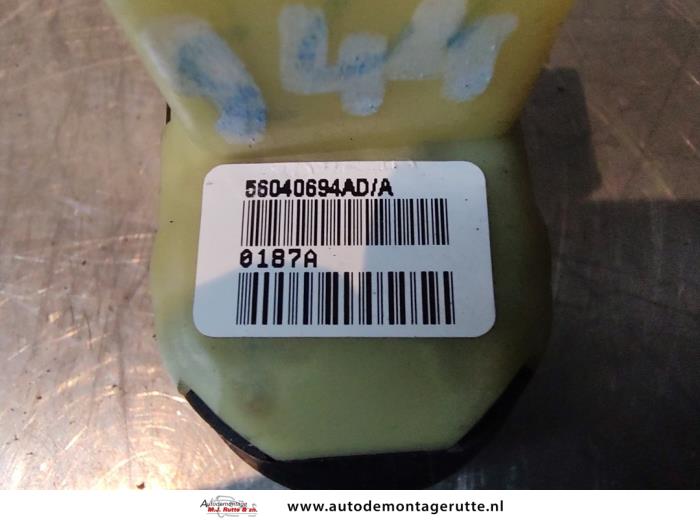 144
56040694AD/A
0187A
Autodemontage
M.J. Rutte & zn.
www.autodemontagerutte.nl